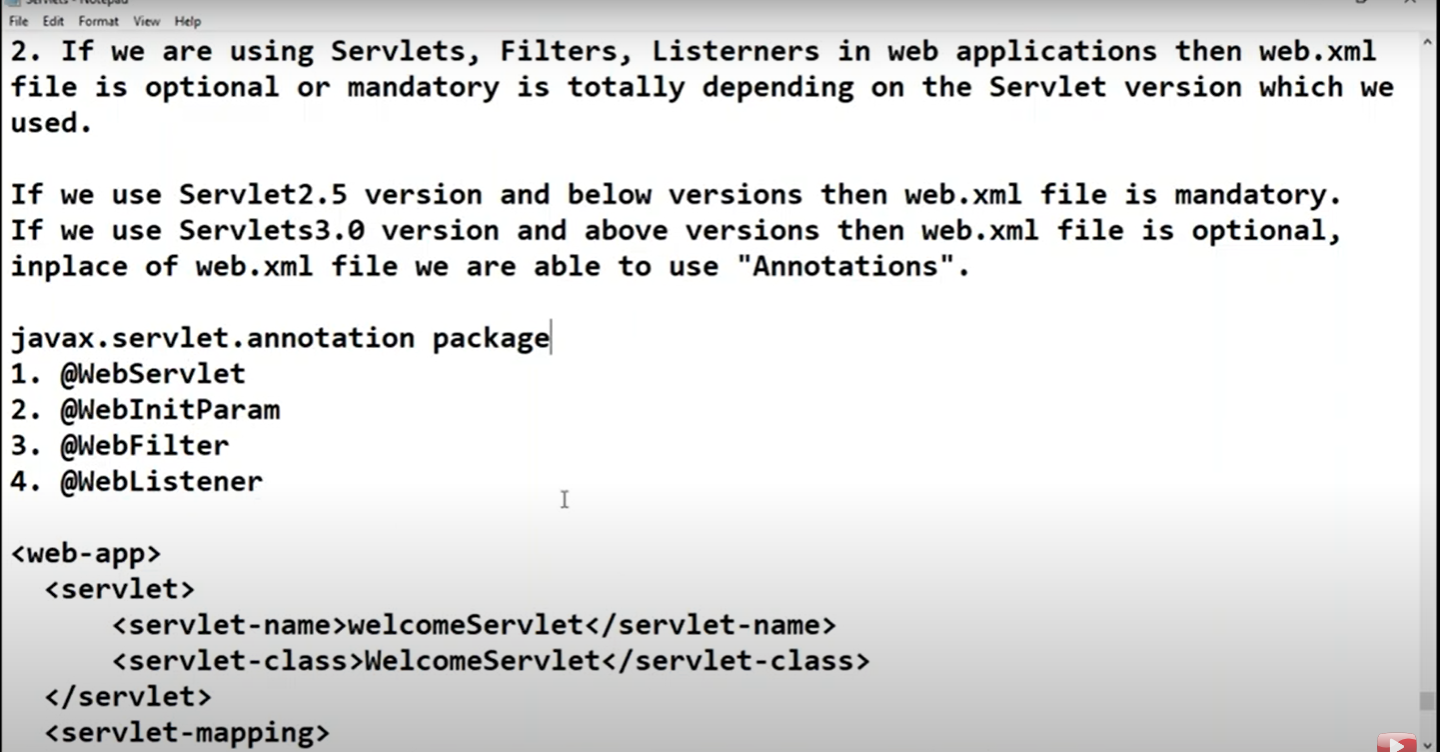 Servlets - Notepad
File Edit Format View Help
2. If we are using Servlets, Filters, Listerners in web applications then web.xml
file is optional or mandatory is totally depending on the Servlet version which we
used.
If we use Servlet2.5 version and below versions then web.xml file is mandatory.
If we use Servlets3.0 version and above versions then web.xml file is optional,
inplace of web.xml file we are able to use "Annotations".
javax.servlet.annotation package
1. @WebServlet
2. @WebInitParam
3. @WebFilter
4. @WebListener
<web-app>
<servlet>
<servlet-name>welcomeServlet</servlet-name>
<servlet-class>WelcomeServlet</servlet-class>
</servlet>
<servlet-mapping>